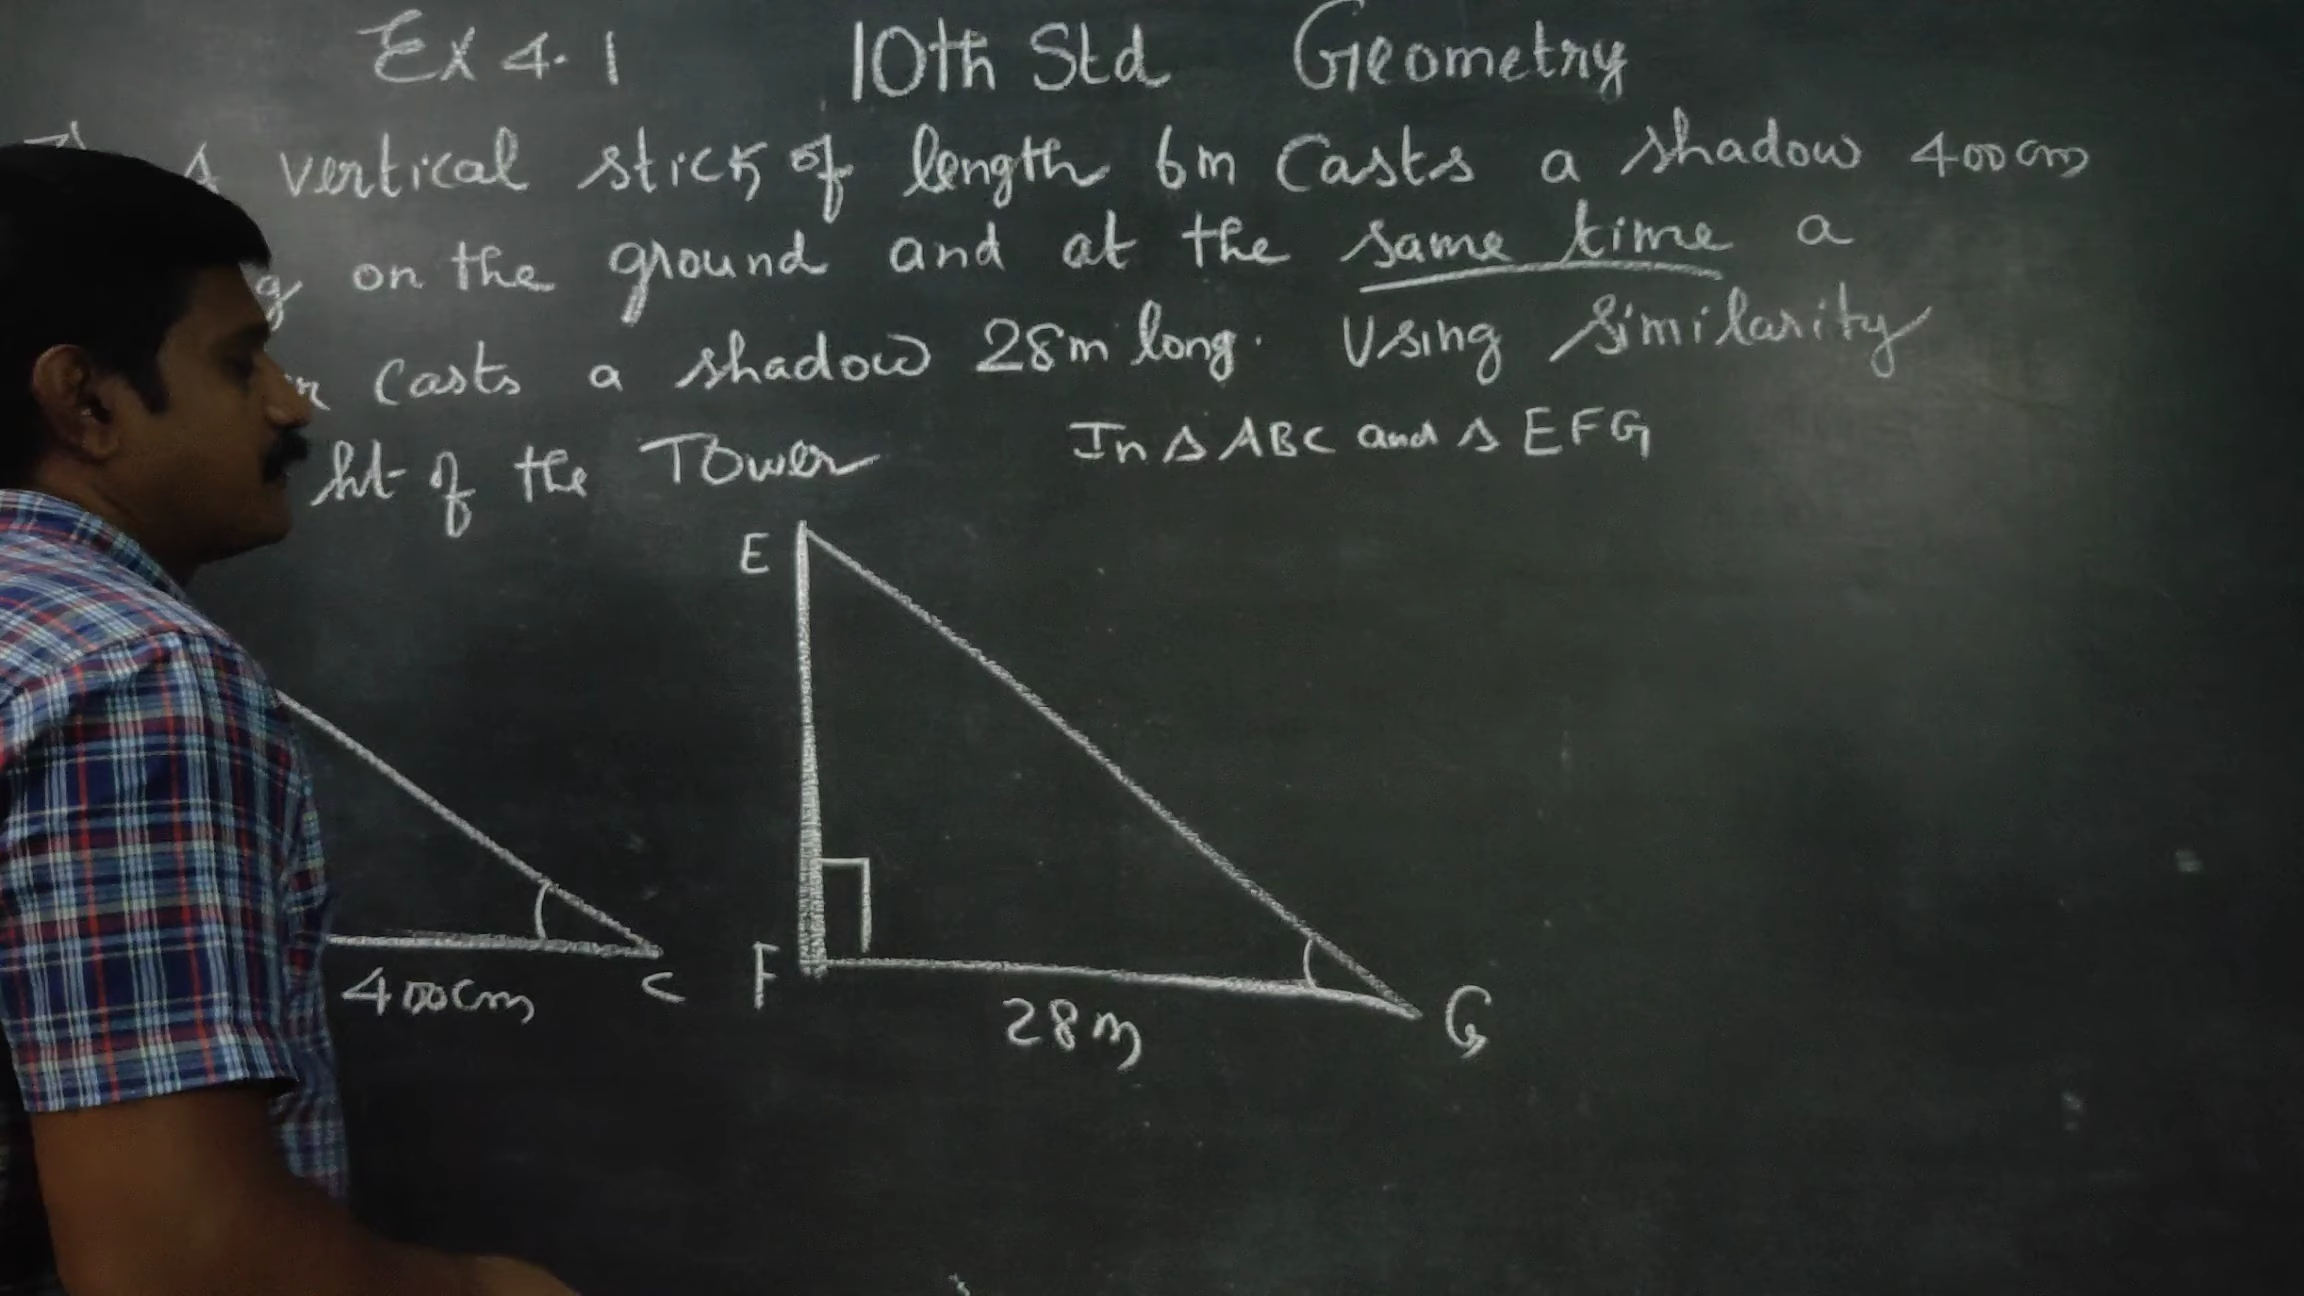 Ex 4.1 10th Std Geometry
A vertical stick of length 6m Casts a shadow 400cm
g on the ground and at the same time a
r Casts a shadow 28m long. Using Similarity
ht of the Tower
In △ ABC and △ EFG
E
400cm
C
F
28m
G